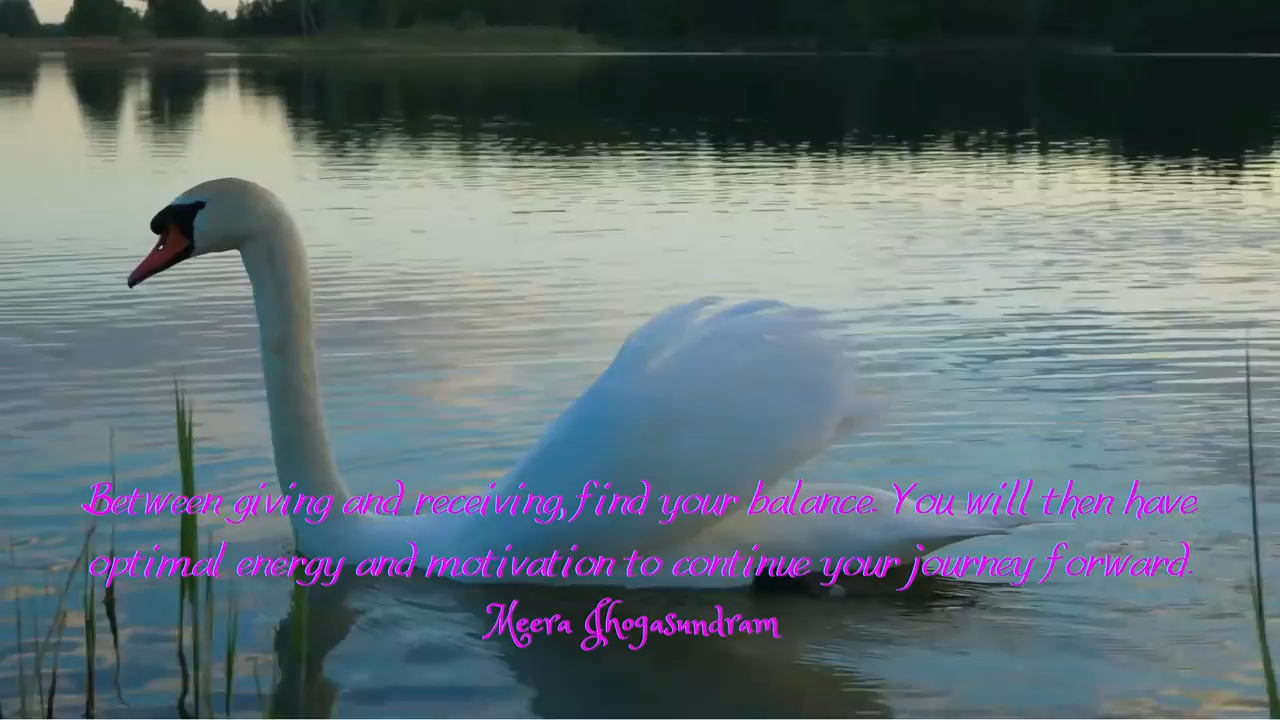 Between giving and receiving, find your balance. You will then have
optimal energy and motivation to continue your journey forward.
Meera Jhogasundram